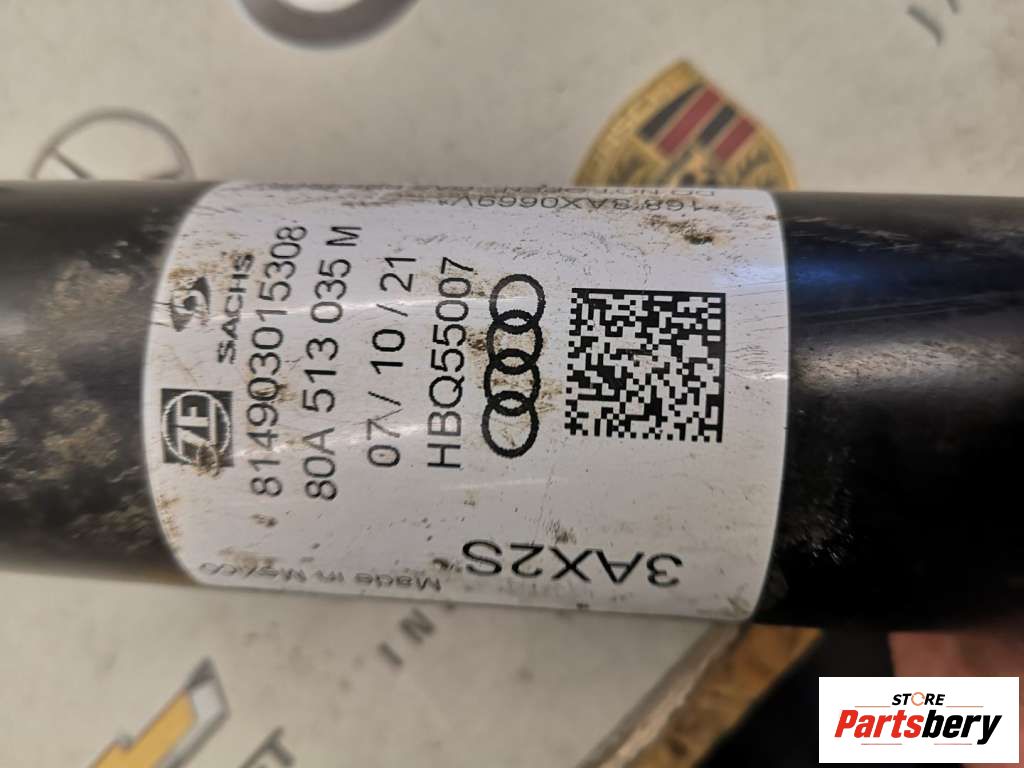 ZF
SACHS
814903015308
80A 513 035 M
07 / 10 / 21
HBQ55007
3AX2S
Made in Mexico
STORE
Partsbery